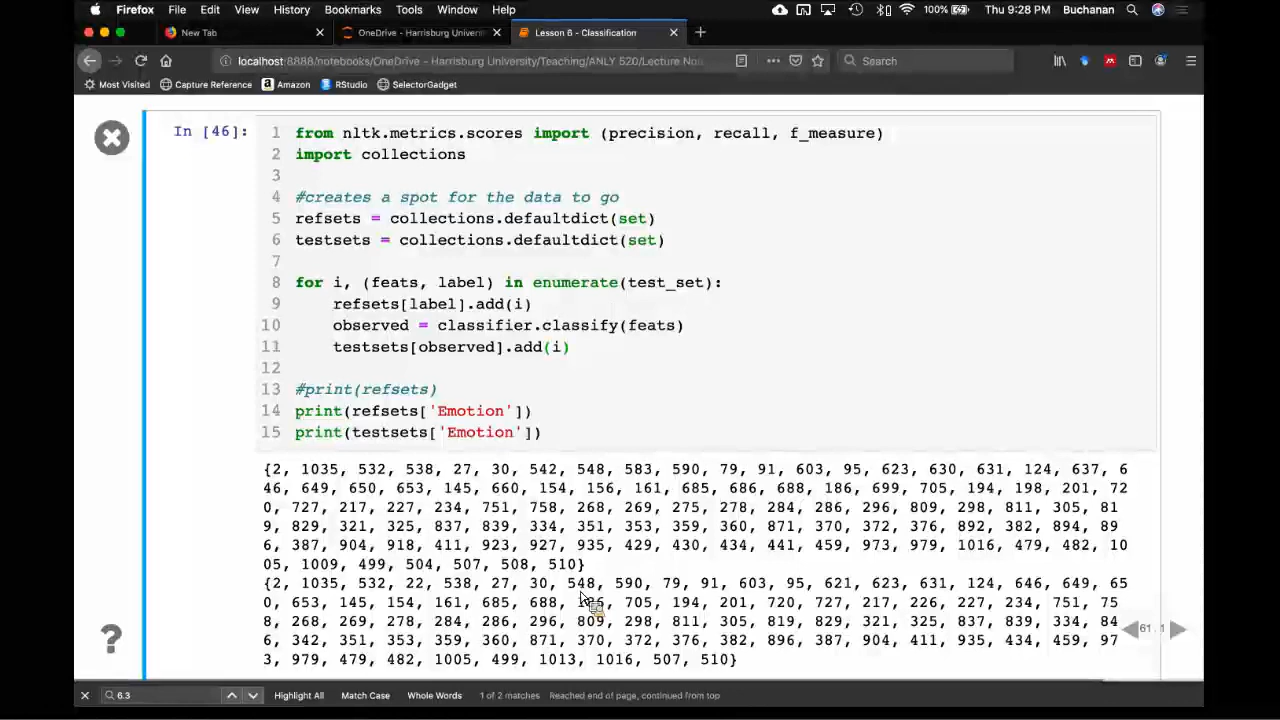 Firefox File Edit View History Bookmarks Tools Window Help 100% Thu 9:28 PM Buchanan
New Tab OneDrive - Harrisburg Universi Lesson 6 - Classification
localhost:8888/notebooks/OneDrive - Harrisburg University/Teaching/ANLY 520/Lecture No Search
Most Visited Capture Reference Amazon RStudio SelectorGadget
In [46]:
1 from nltk.metrics.scores import (precision, recall, f_measure)
2 import collections
3
4 #creates a spot for the data to go
5 refsets = collections.defaultdict(set)
6 testsets = collections.defaultdict(set)
7
8 for i, (feats, label) in enumerate(test_set):
9 refsets[label].add(i)
10 observed = classifier.classify(feats)
11 testsets[observed].add(i)
12
13 #print(refsets)
14 print(refsets['Emotion'])
15 print(testsets['Emotion'])
{2, 1035, 532, 538, 27, 30, 542, 548, 583, 590, 79, 91, 603, 95, 623, 630, 631, 124, 637, 6
46, 649, 650, 653, 145, 660, 154, 156, 161, 685, 686, 688, 186, 699, 705, 194, 198, 201, 72
0, 727, 217, 227, 234, 751, 758, 268, 269, 275, 278, 284, 286, 296, 809, 298, 811, 305, 81
9, 829, 321, 325, 837, 839, 334, 351, 353, 359, 360, 871, 370, 372, 376, 892, 382, 894, 89
6, 387, 904, 918, 411, 923, 927, 935, 429, 430, 434, 441, 459, 973, 979, 1016, 479, 482, 10
05, 1009, 499, 504, 507, 508, 510}
{2, 1035, 532, 22, 538, 27, 30, 548, 590, 79, 91, 603, 95, 621, 623, 631, 124, 646, 649, 65
0, 653, 145, 154, 161, 685, 688, 705, 194, 201, 720, 727, 217, 226, 227, 234, 751, 75
8, 268, 269, 278, 284, 286, 296, 809, 298, 811, 305, 819, 829, 321, 325, 837, 839, 334, 84
6, 342, 351, 353, 359, 360, 871, 370, 372, 376, 382, 896, 387, 904, 411, 935, 434, 459, 97
3, 979, 479, 482, 1005, 499, 1013, 1016, 507, 510}
61.1
6.3 Highlight All Match Case Whole Words 1 of 2 matches Reached end of page, continued from top